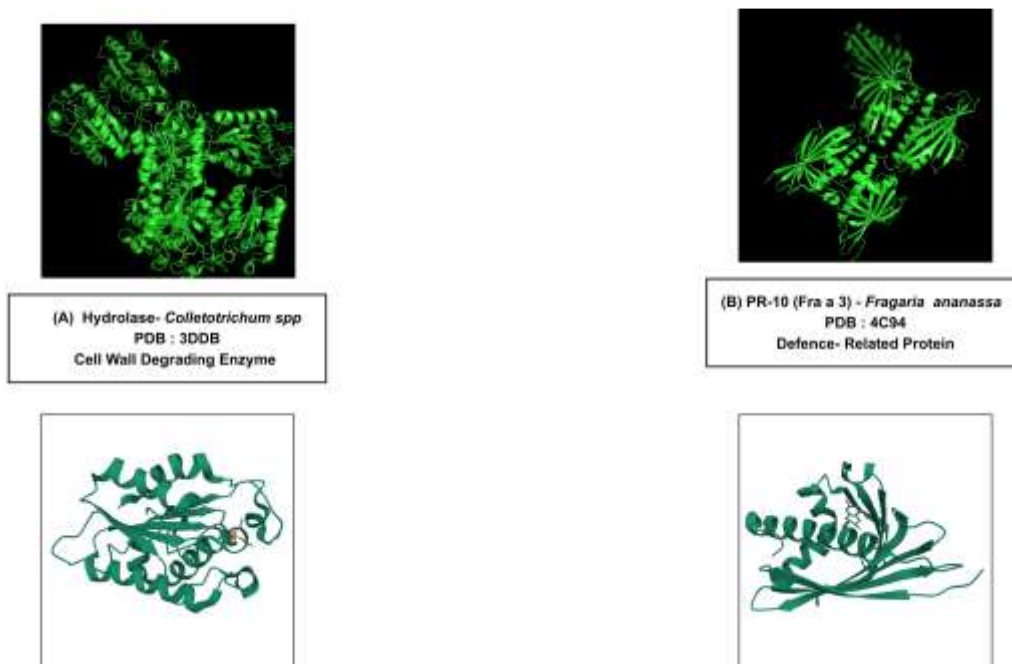 (A) Hydrolase- Colletotrichum spp
PDB : 3DDB
Cell Wall Degrading Enzyme
(B) PR-10 (Fra a 3) - Fragaria ananassa
PDB : 4C94
Defence- Related Protein